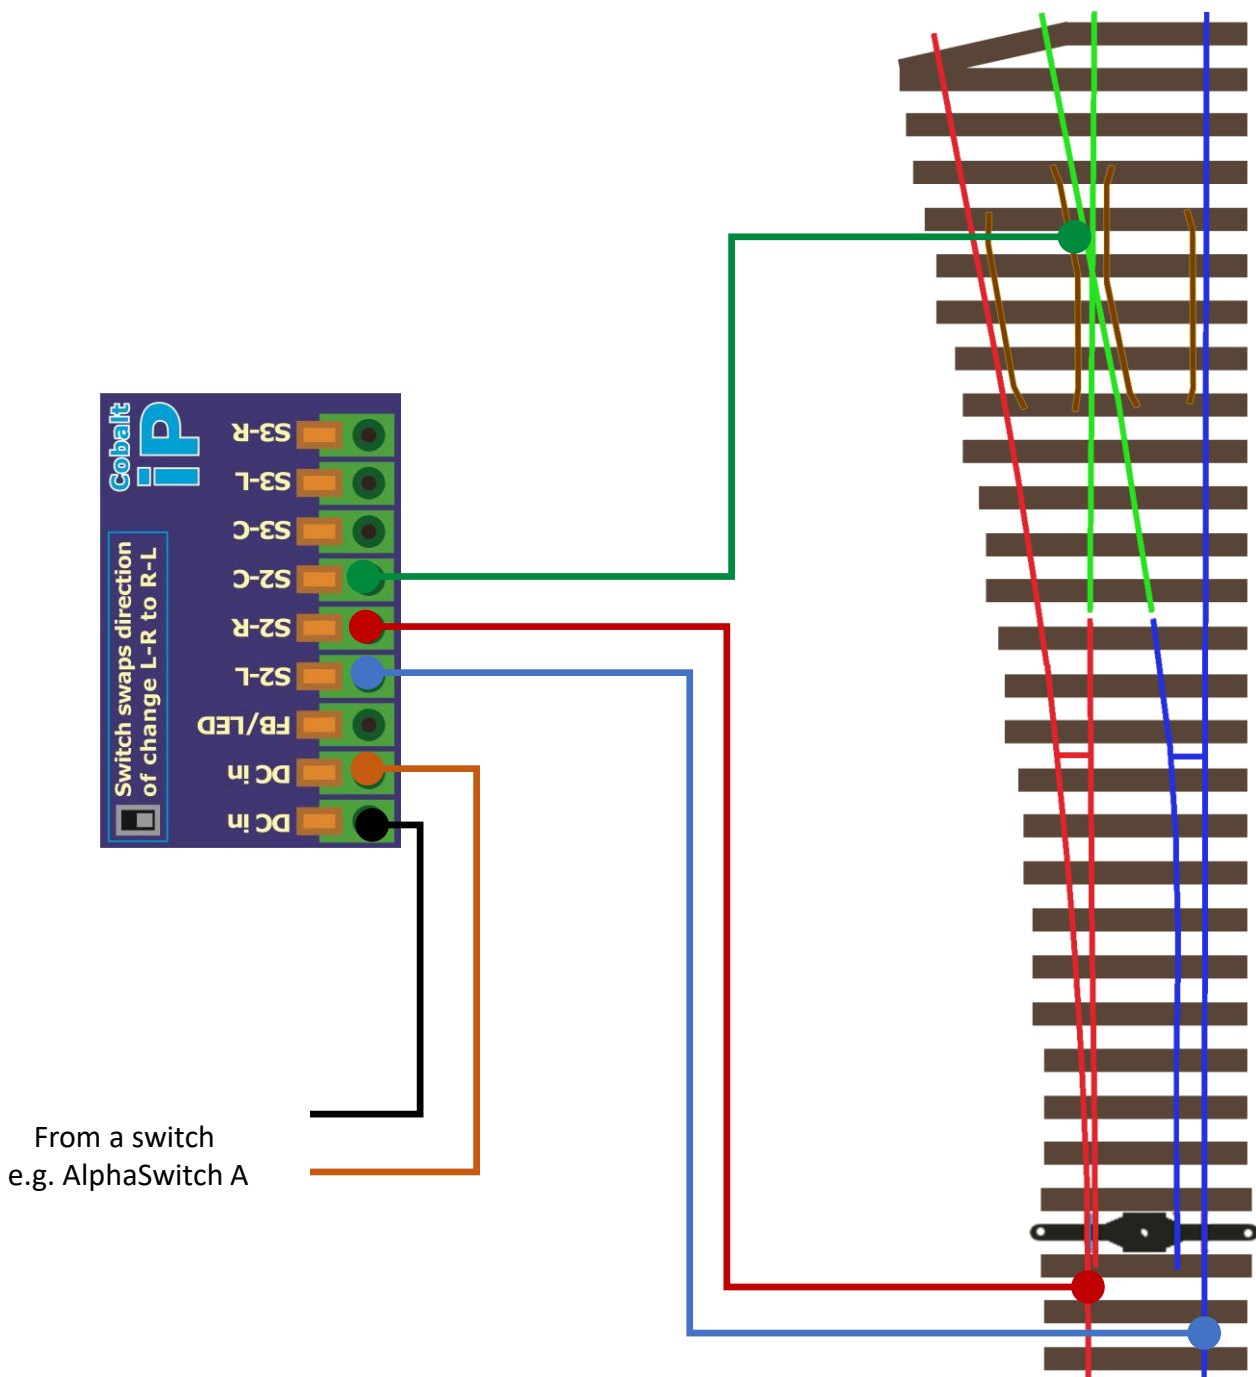 Cobalt
iP
Switch swaps direction
of change L-R to R-L
S3-R
S3-L
S3-C
S2-C
S2-R
S2-L
FB/LED
DC in
DC in
From a switch
e.g. AlphaSwitch A